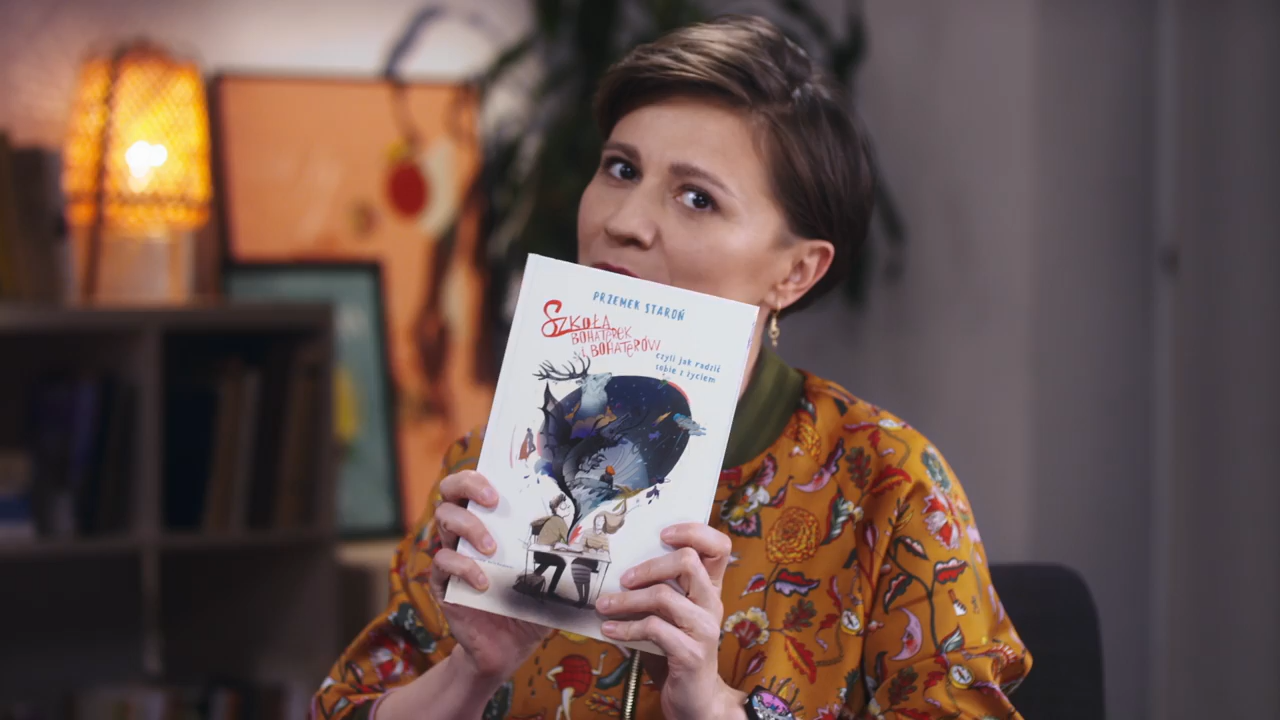 PRZEMEK STAROŃ
SZKOŁA
BOHATEREK
I BOHATERÓW
czyli jak radzić
sobie z życiem